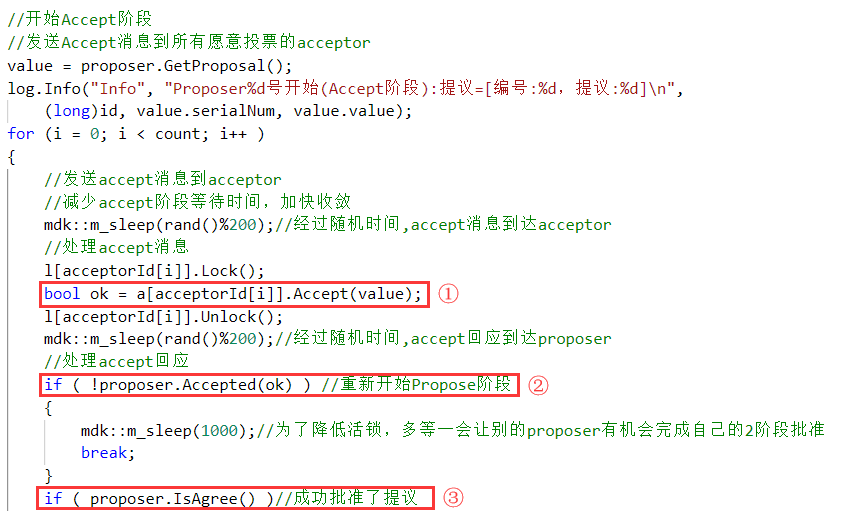 //开始Accept阶段
//发送Accept消息到所有愿意投票的acceptor
value = proposer.GetProposal();
log.Info("Info", "Proposer%d号开始(Accept阶段):提议=[编号:%d，提议:%d]\n",
(long)id, value.serialNum, value.value);
for (i = 0; i < count; i++ )
{
//发送accept消息到acceptor
//减少accept阶段等待时间，加快收敛
mdk::m_sleep(rand()%200);//经过随机时间,accept消息到达acceptor
//处理accept消息
l[acceptorId[i]].Lock();
bool ok = a[acceptorId[i]].Accept(value); ①
l[acceptorId[i]].Unlock();
mdk::m_sleep(rand()%200);//经过随机时间,accept回应到达proposer
//处理accept回应
if ( !proposer.Accepted(ok) ) //重新开始Propose阶段 ②
{
mdk::m_sleep(1000);//为了降低活锁，多等一会让别的proposer有机会完成自己的2阶段批准
break;
}
if ( proposer.IsAgree() )//成功批准了提议 ③